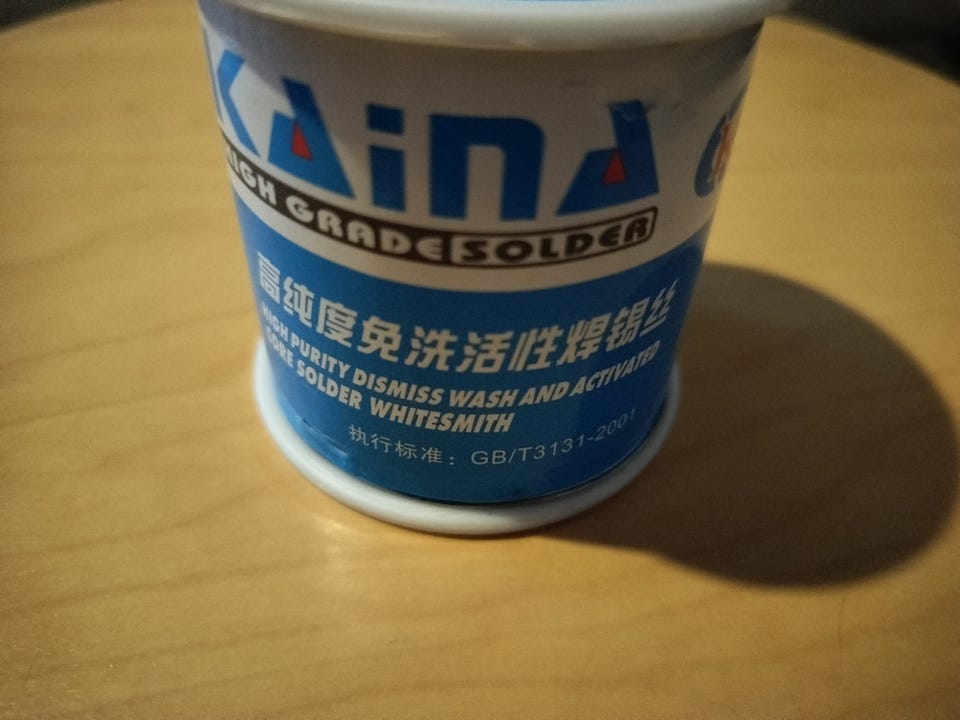 KAINA
HIGH GRADE SOLDER
高纯度免洗活性焊锡丝
HIGH PURITY DISMISS WASH AND ACTIVATED
CORE SOLDER WHITESMITH
执行标准：GB/T3131-2001